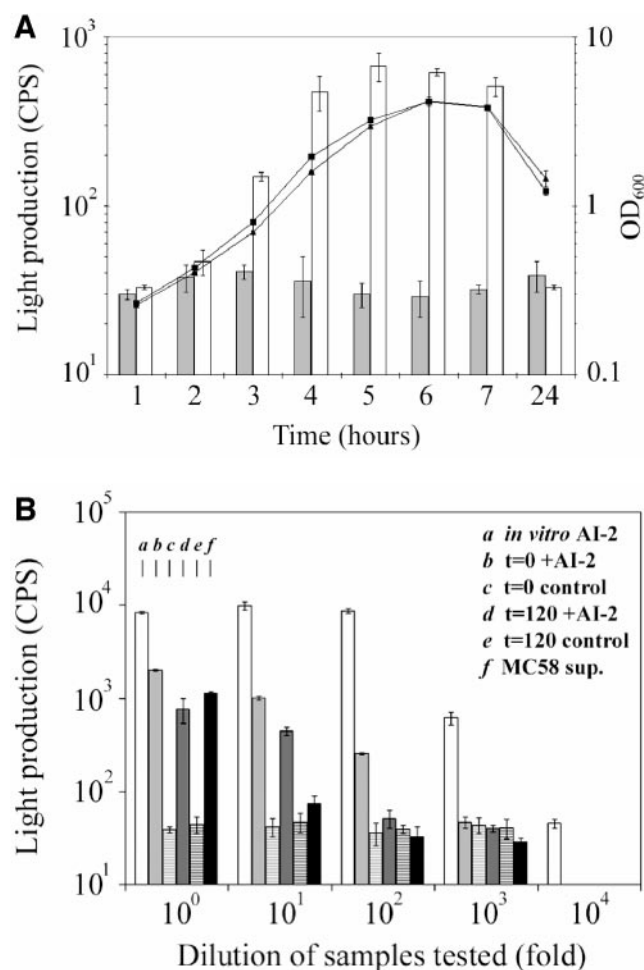 A
Light production (CPS)
10³
10²
10¹
10
1
0.1
OD₆₀₀
1 2 3 4 5 6 7 24
Time (hours)
B
Light production (CPS)
10⁵
10⁴
10³
10²
10¹
a b c d e f
a in vitro AI-2
b t=0 +AI-2
c t=0 control
d t=120 +AI-2
e t=120 control
f MC58 sup.
10⁰ 10¹ 10² 10³ 10⁴
Dilution of samples tested (fold)